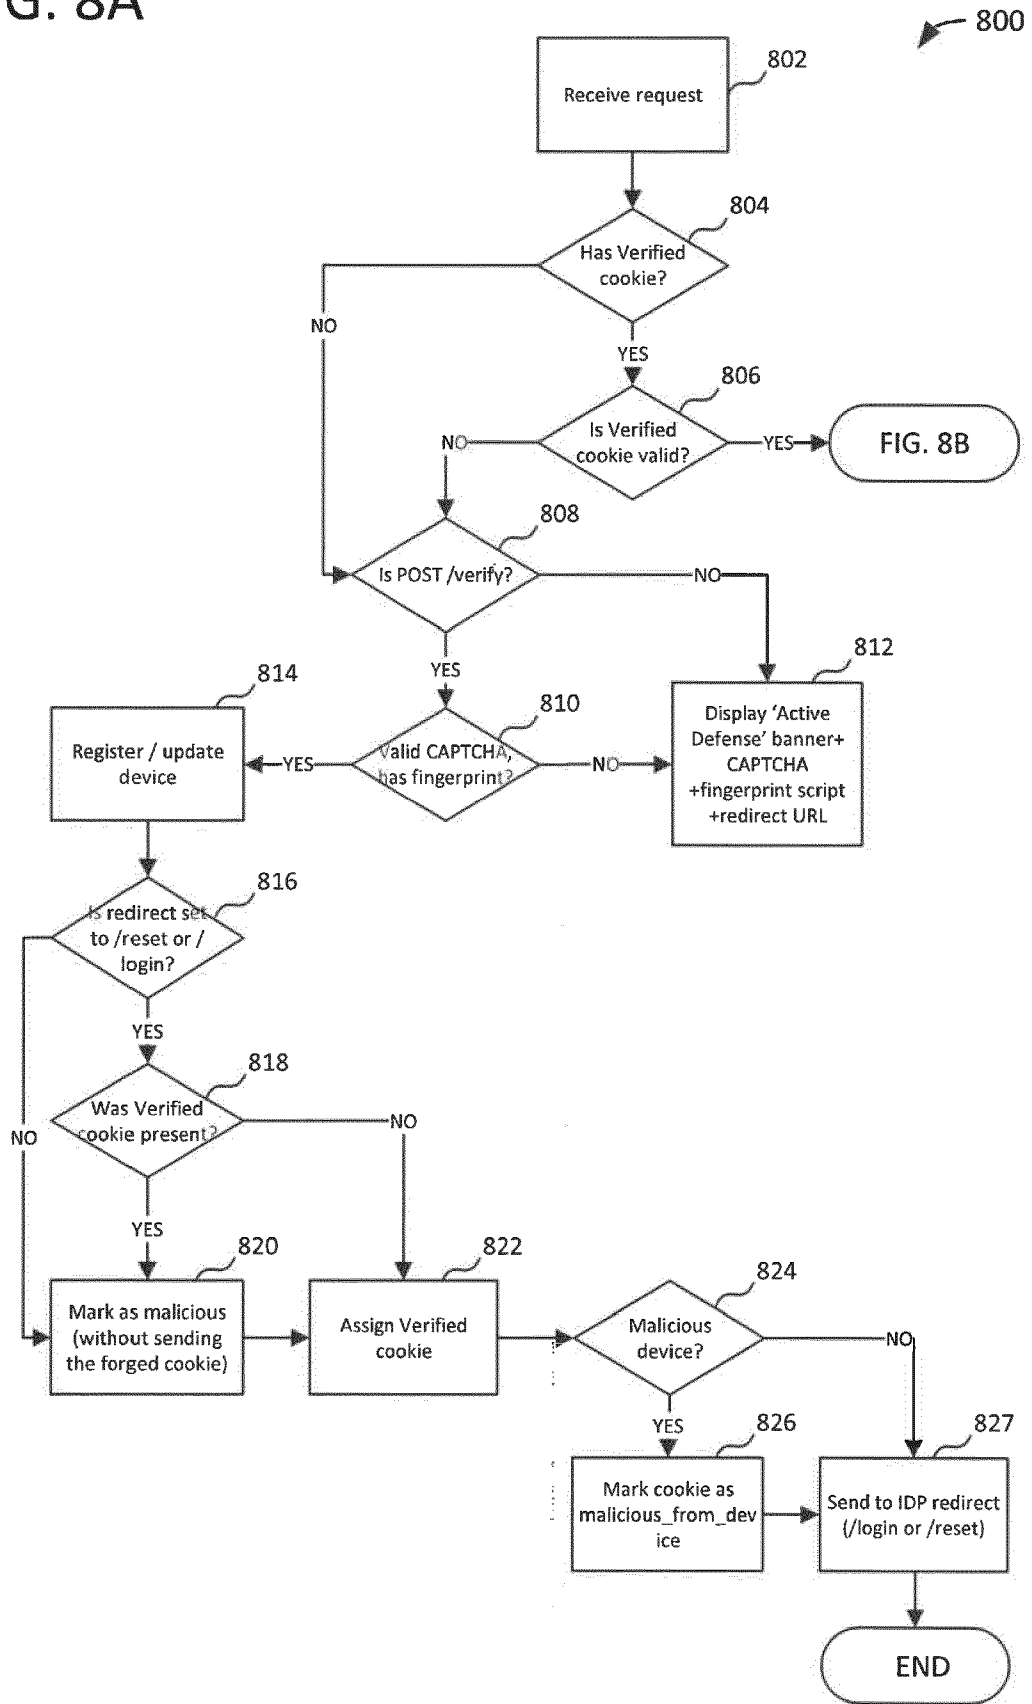 G. 8A
800
802
Receive request
804
Has Verified
cookie?
NO
YES
806
Is Verified
cookie valid?
NO
YES
FIG. 8B
808
Is POST /verify?
NO
YES
812
Display 'Active
Defense' banner+
CAPTCHA
+fingerprint script
+redirect URL
814
Register / update
device
810
Valid CAPTCHA,
has fingerprint?
YES
NO
816
Is redirect set
to /reset or /
login?
YES
818
Was Verified
cookie present?
NO
NO
YES
820
Mark as malicious
(without sending
the forged cookie)
822
Assign Verified
cookie
824
Malicious
device?
NO
YES
826
Mark cookie as
malicious_from_dev
ice
827
Send to IDP redirect
(/login or /reset)
END